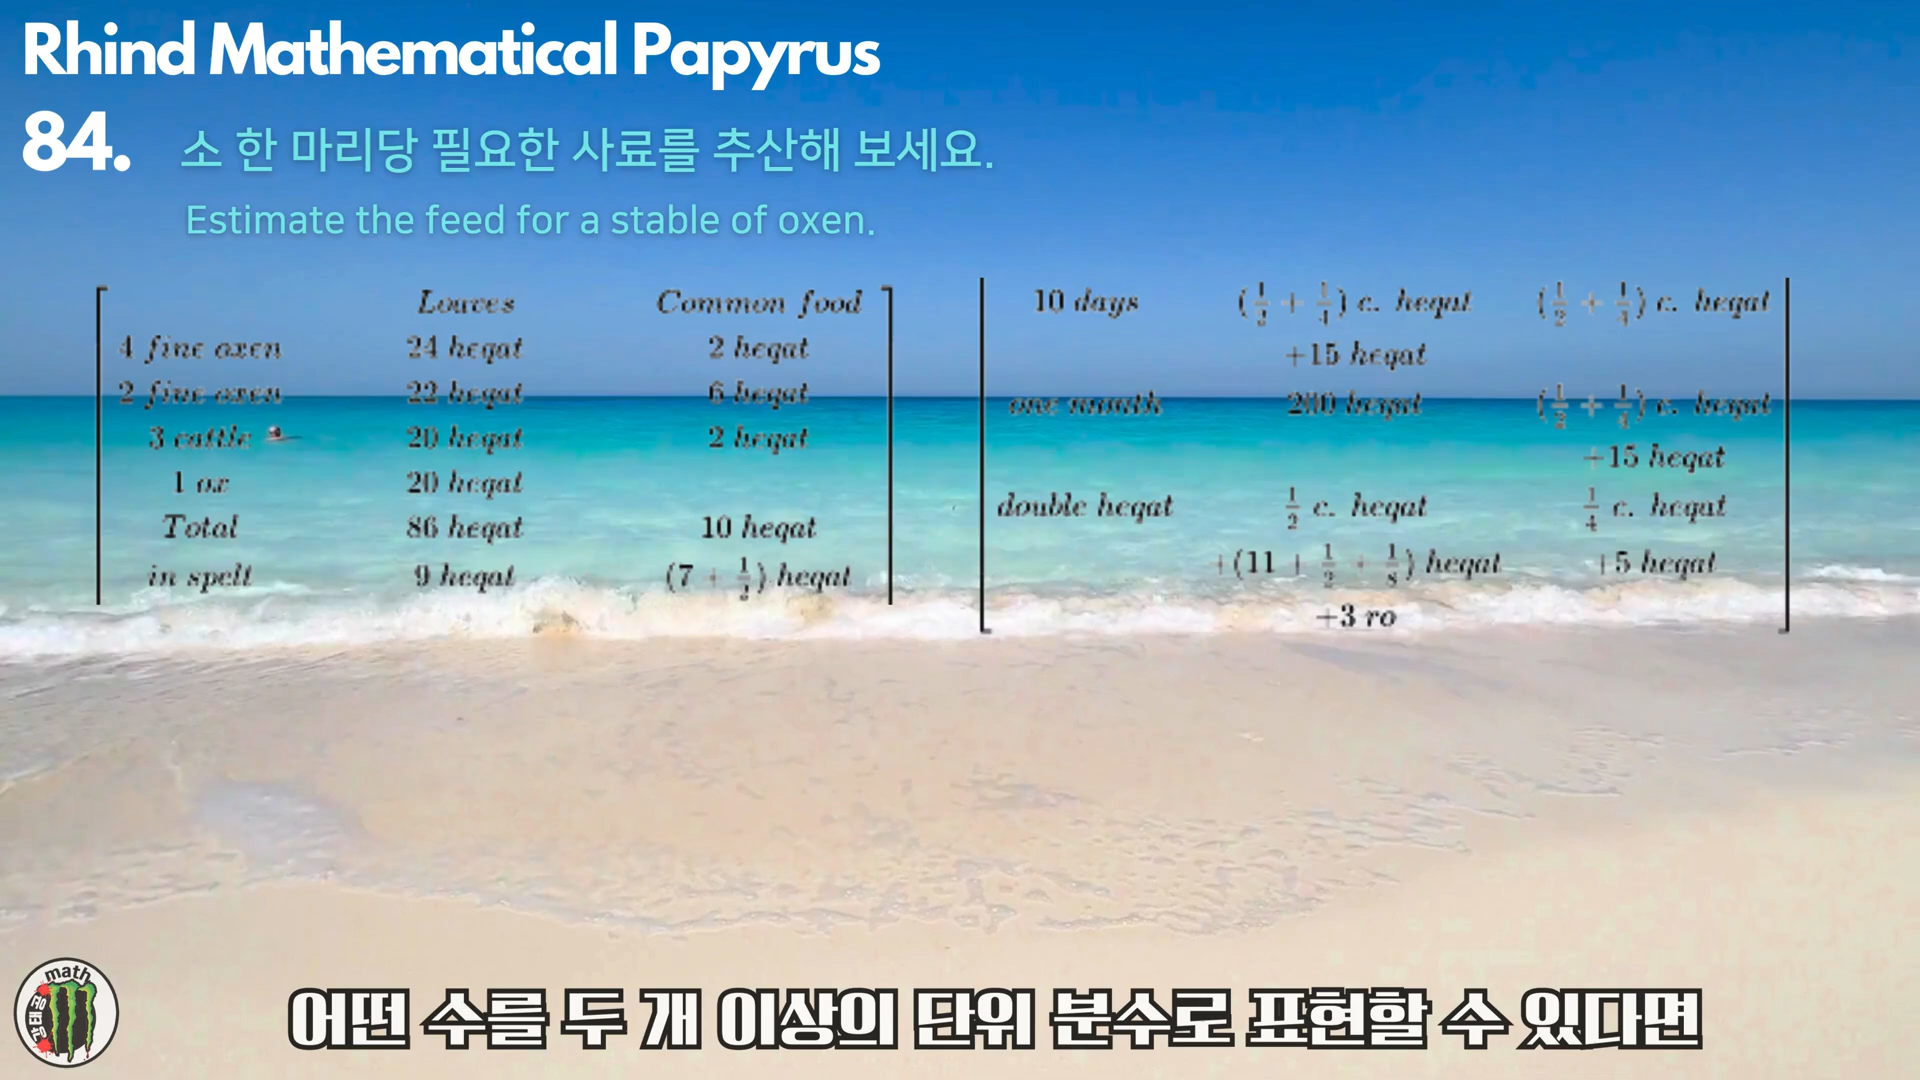 Rhind Mathematical Papyrus
84. 소 한 마리당 필요한 사료를 추산해 보세요.
Estimate the feed for a stable of oxen.
Loaves Common food
4 fine oxen 24 heqat 2 heqat
2 fine oxen 22 heqat 6 heqat
3 cattle 20 heqat 2 heqat
1 ox 20 heqat
Total 86 heqat 10 heqat
in spelt 9 heqat (7 + 1/2) heqat
10 days (1/2 + 1/4) c. heqat (1/2 + 1/4) c. heqat
+15 heqat
one month 200 heqat (1/2 + 1/4) c. heqat
+15 heqat
double heqat 1/2 c. heqat 1/4 c. heqat
+(11 + 1/2 + 1/8) heqat +5 heqat
+3 ro
math
어떤 수를 두 개 이상의 단위 분수로 표현할 수 있다면